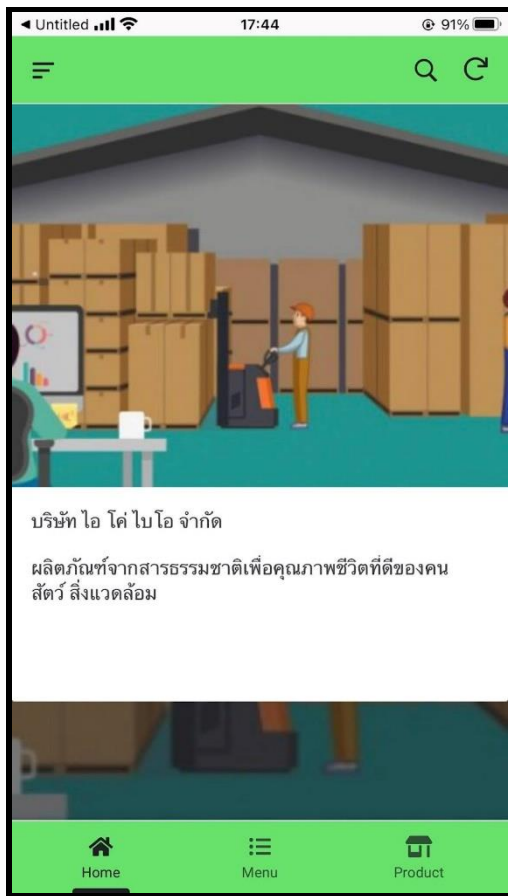 ◀ Untitled
17:44
91%
บริษัท ไอ โค่ ไบโอ จำกัด
ผลิตภัณฑ์จากสารธรรมชาติเพื่อคุณภาพชีวิตที่ดีของคน
สัตว์ สิ่งแวดล้อม
Home
Menu
Product